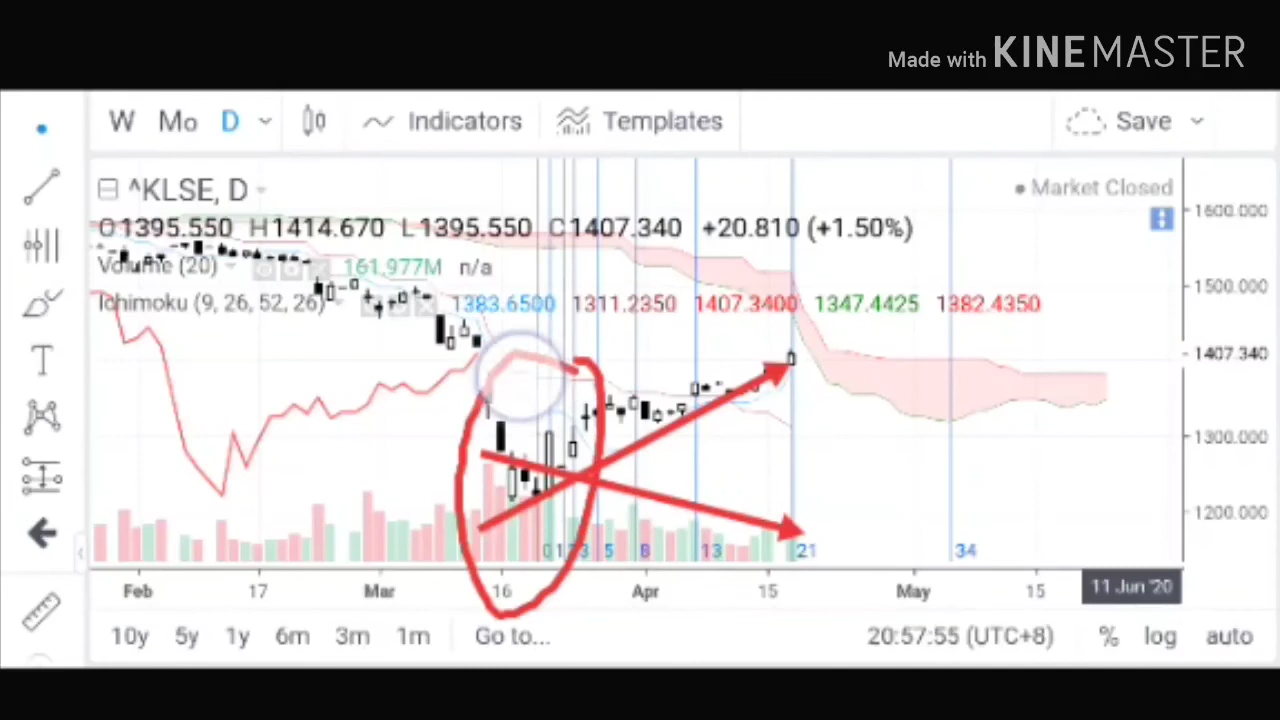 Made with KINEMASTER
W Mo D Indicators Templates Save
^KLSE, D
Market Closed
O1395.550 H1414.670 L1395.550 C1407.340 +20.810 (+1.50%)
Volume (20) 161.977M n/a
Ichimoku (9, 26, 52, 26) 1383.6500 1311.2350 1407.3400 1347.4425 1382.4350
1600.000
1500.000
1407.340
1300.000
1200.000
0 1 2 3 5 8 13 21 34
Feb 17 Mar 16 Apr 15 May 15 11 Jun '20
10y 5y 1y 6m 3m 1m Go to... 20:57:55 (UTC+8) % log auto